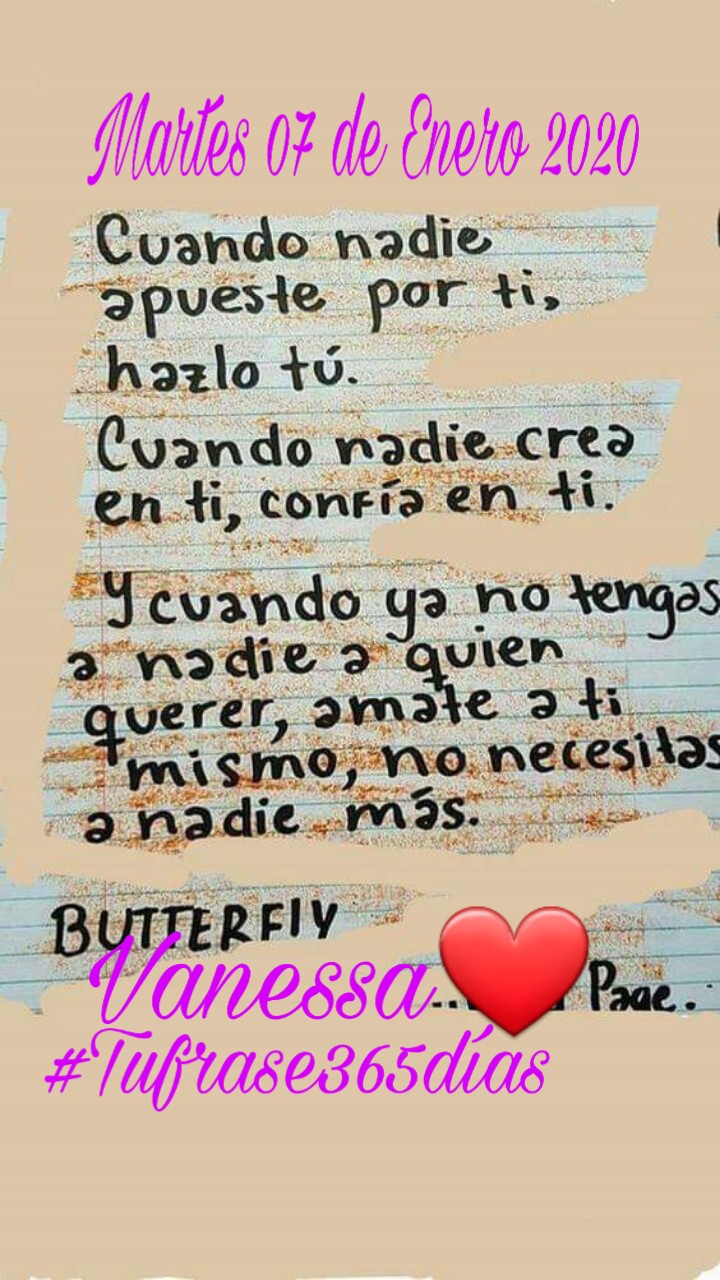 Martes 07 de Enero 2020
Cuando nadie
apueste por ti,
hazlo tú.
Cuando nadie crea
en ti, confía en ti.
Y cuando ya no tengas
a nadie a quien
querer, amate a ti
mismo, no necesitas
a nadie más.
BUTTERFLY
Vanessa... Page.
#Tufrase365días